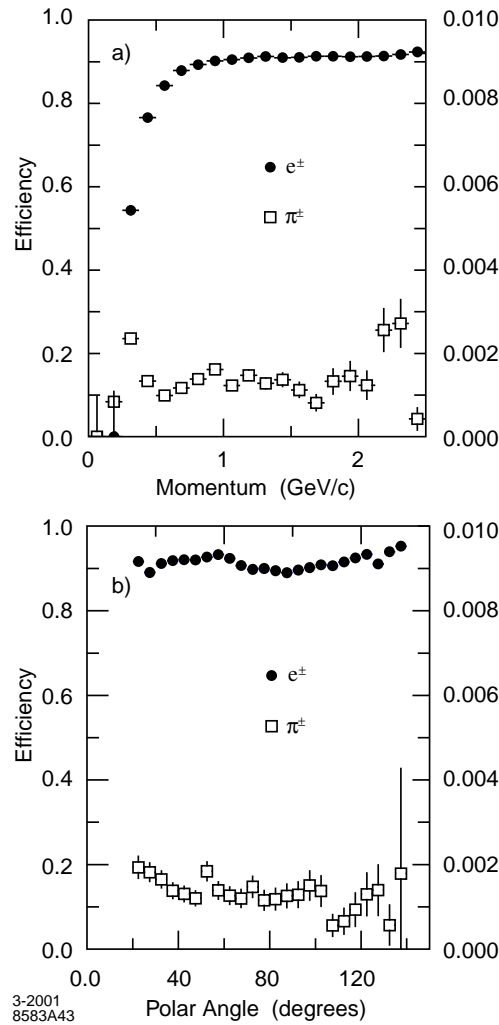 1.0
0.8
0.6
0.4
0.2
0.0
Efficiency
a)
e±
π±
0.010
0.008
0.006
0.004
0.002
0.000
0 1 2
Momentum (GeV/c)
1.0
0.8
0.6
0.4
0.2
0.0
Efficiency
b)
e±
π±
0.010
0.008
0.006
0.004
0.002
0.000
0.0 40 80 120
Polar Angle (degrees)
3-2001
8583A43